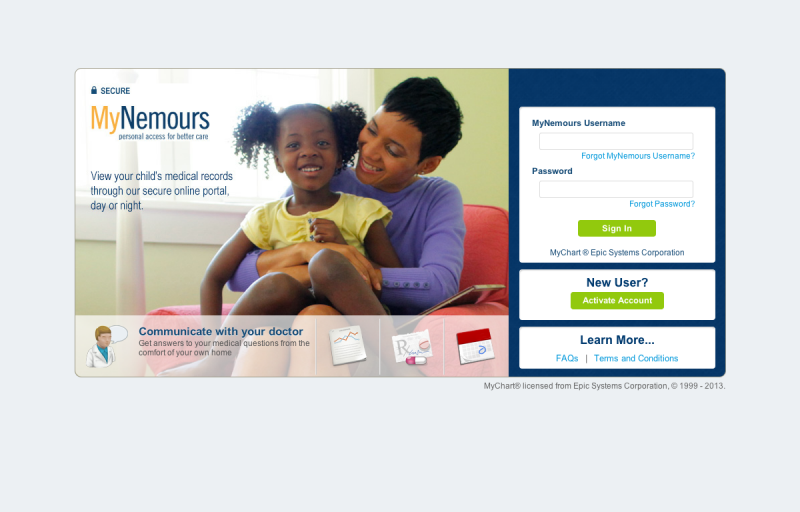 SECURE
MyNemours
personal access for better care
View your child's medical records
through our secure online portal,
day or night.
Communicate with your doctor
Get answers to your medical questions from the
comfort of your own home
MyNemours Username
Forgot MyNemours Username?
Password
Forgot Password?
Sign In
MyChart ® Epic Systems Corporation
New User?
Activate Account
Learn More...
FAQs | Terms and Conditions
MyChart® licensed from Epic Systems Corporation, © 1999 - 2013.